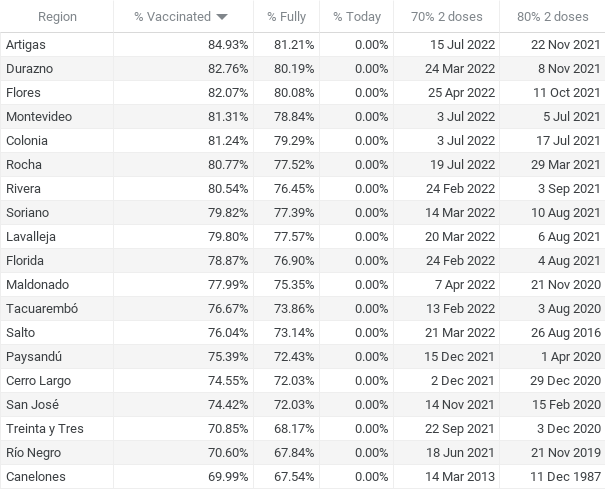 Region % Vaccinated % Fully % Today 70% 2 doses 80% 2 doses
Artigas 84.93% 81.21% 0.00% 15 Jul 2022 22 Nov 2021
Durazno 82.76% 80.19% 0.00% 24 Mar 2022 8 Nov 2021
Flores 82.07% 80.08% 0.00% 25 Apr 2022 11 Oct 2021
Montevideo 81.31% 78.84% 0.00% 3 Jul 2022 5 Jul 2021
Colonia 81.24% 79.29% 0.00% 3 Jul 2022 17 Jul 2021
Rocha 80.77% 77.52% 0.00% 19 Jul 2022 29 Mar 2021
Rivera 80.54% 76.45% 0.00% 24 Feb 2022 3 Sep 2021
Soriano 79.82% 77.39% 0.00% 14 Mar 2022 10 Aug 2021
Lavalleja 79.80% 77.57% 0.00% 20 Mar 2022 6 Aug 2021
Florida 78.87% 76.90% 0.00% 24 Feb 2022 4 Aug 2021
Maldonado 77.99% 75.35% 0.00% 7 Apr 2022 21 Nov 2020
Tacuarembó 76.67% 73.86% 0.00% 13 Feb 2022 3 Aug 2020
Salto 76.04% 73.14% 0.00% 21 Mar 2022 26 Aug 2016
Paysandú 75.39% 72.43% 0.00% 15 Dec 2021 1 Apr 2020
Cerro Largo 74.55% 72.03% 0.00% 2 Dec 2021 29 Dec 2020
San José 74.42% 72.03% 0.00% 14 Nov 2021 15 Feb 2020
Treinta y Tres 70.85% 68.17% 0.00% 22 Sep 2021 3 Dec 2020
Río Negro 70.60% 67.84% 0.00% 18 Jun 2021 21 Nov 2019
Canelones 69.99% 67.54% 0.00% 14 Mar 2013 11 Dec 1987